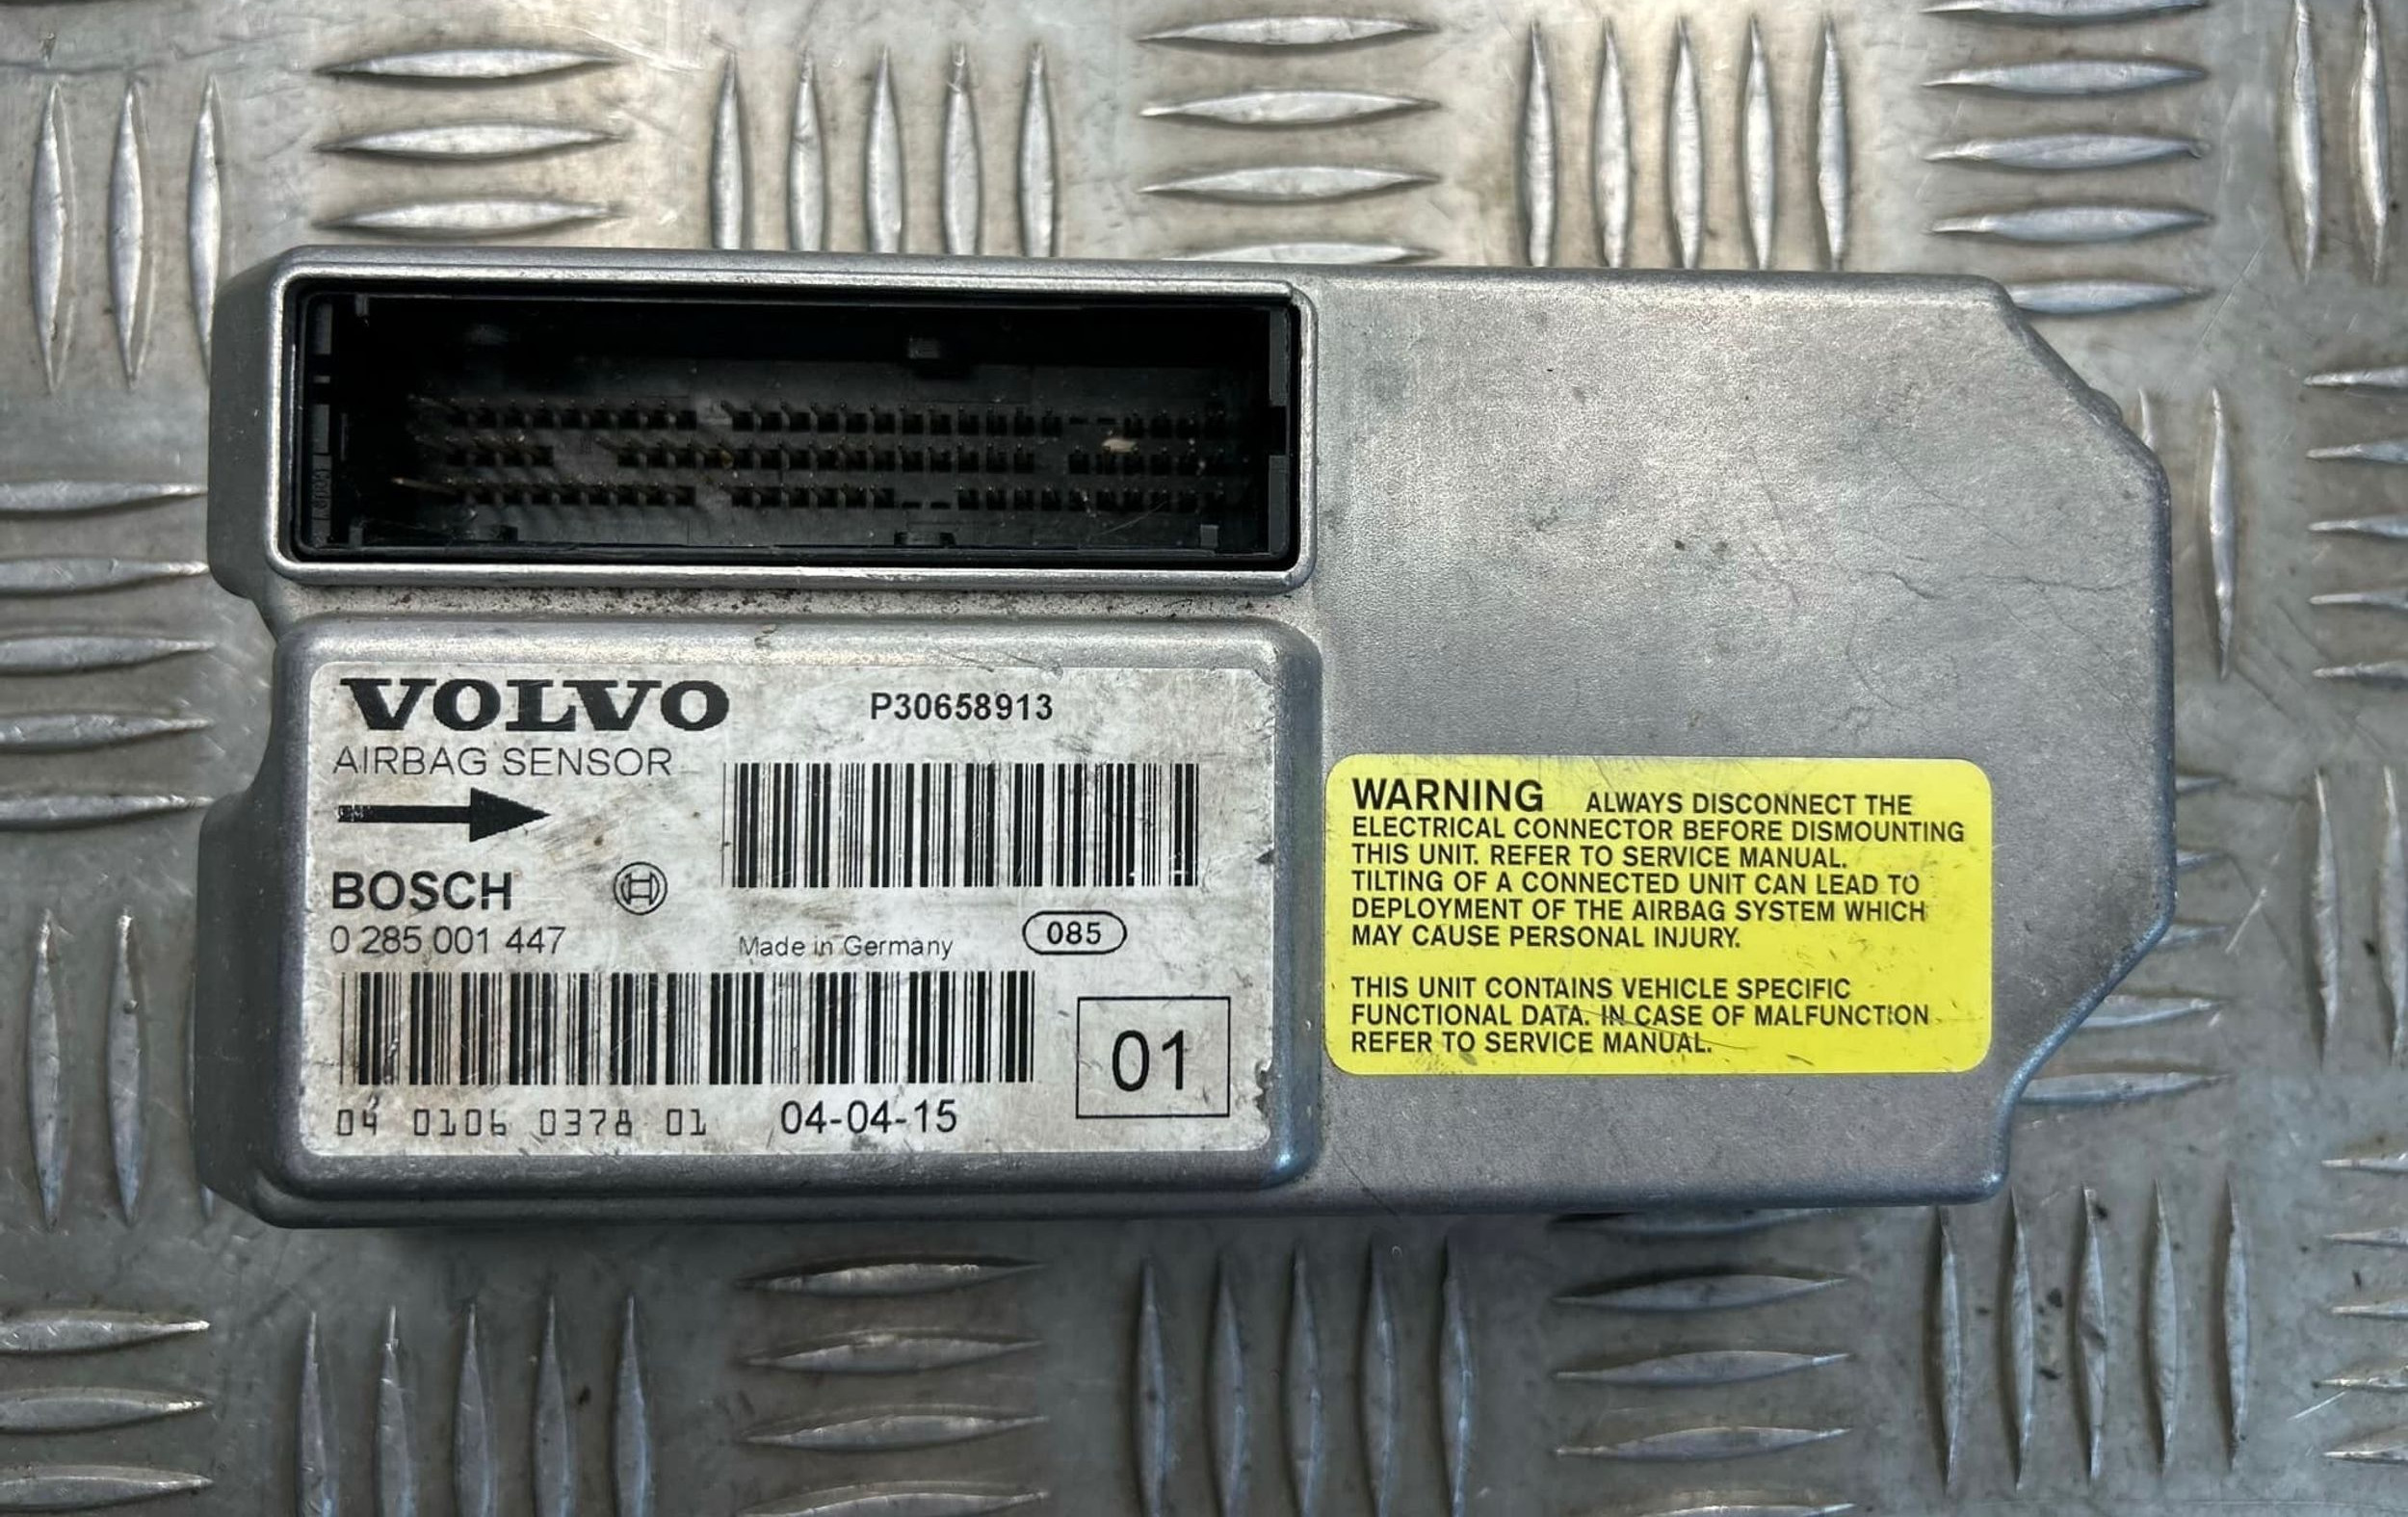 VOLVO
P30658913
AIRBAG SENSOR
BOSCH
0 285 001 447
Made in Germany
085
01
04 0106 0378 01
04-04-15
WARNING ALWAYS DISCONNECT THE
ELECTRICAL CONNECTOR BEFORE DISMOUNTING
THIS UNIT. REFER TO SERVICE MANUAL.
TILTING OF A CONNECTED UNIT CAN LEAD TO
DEPLOYMENT OF THE AIRBAG SYSTEM WHICH
MAY CAUSE PERSONAL INJURY.
THIS UNIT CONTAINS VEHICLE SPECIFIC
FUNCTIONAL DATA. IN CASE OF MALFUNCTION
REFER TO SERVICE MANUAL.